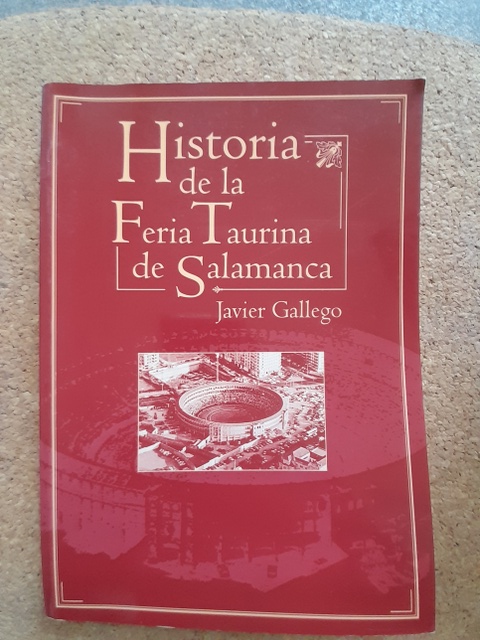 Historia
de la
Feria Taurina
de Salamanca
Javier Gallego